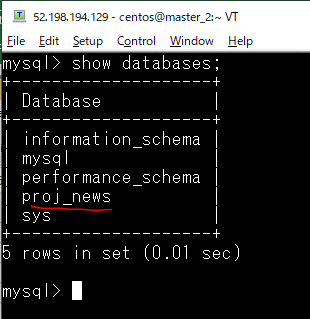 52.198.194.129 - centos@master_2:~ VT
File Edit Setup Control Window Help
mysql> show databases;
+--------------------+
| Database           |
+--------------------+
| information_schema |
| mysql              |
| performance_schema |
| proj_news          |
| sys                |
+--------------------+
5 rows in set (0.01 sec)
mysql>